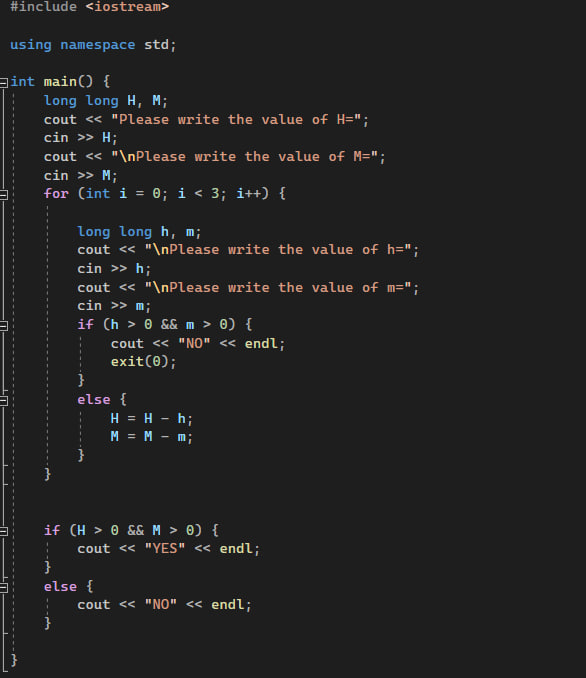 #include <iostream>
using namespace std;
int main() {
long long H, M;
cout << "Please write the value of H=";
cin >> H;
cout << "\nPlease write the value of M=";
cin >> M;
for (int i = 0; i < 3; i++) {
long long h, m;
cout << "\nPlease write the value of h=";
cin >> h;
cout << "\nPlease write the value of m=";
cin >> m;
if (h > 0 && m > 0) {
cout << "NO" << endl;
exit(0);
}
else {
H = H - h;
M = M - m;
}
}
if (H > 0 && M > 0) {
cout << "YES" << endl;
}
else {
cout << "NO" << endl;
}
}